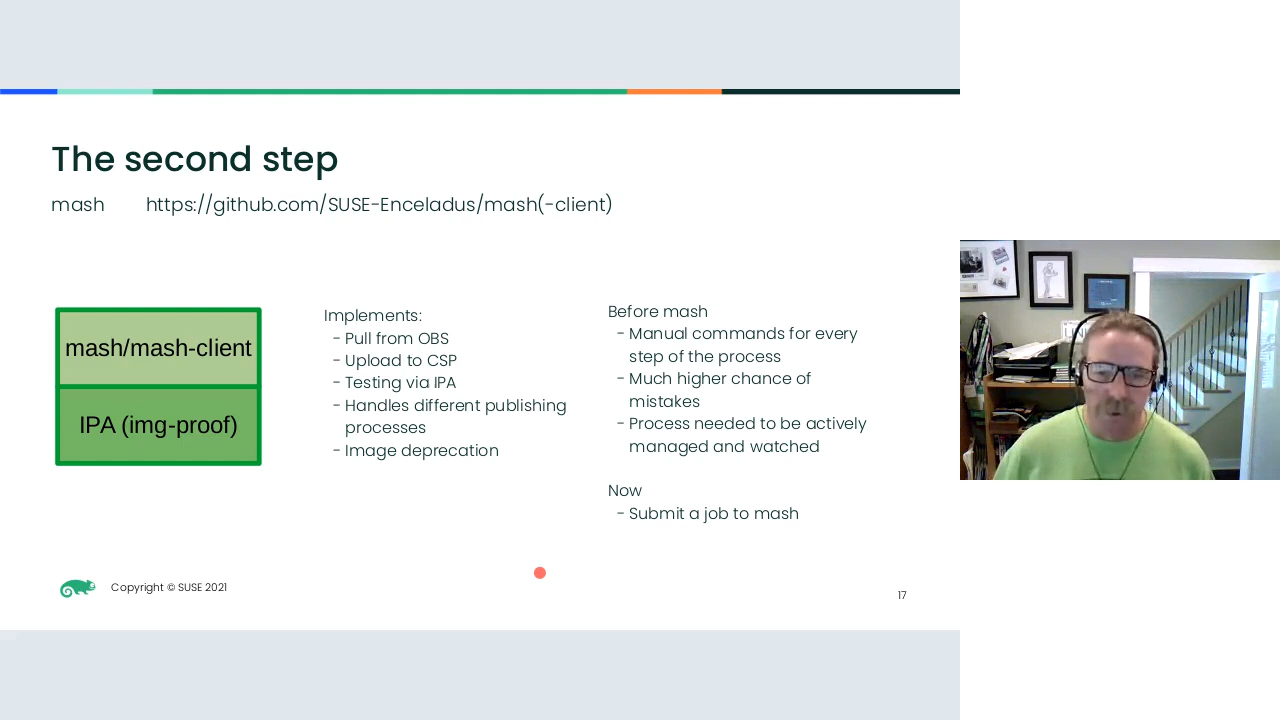 The second step
mash https://github.com/SUSE-Enceladus/mash(-client)
mash/mash-client
IPA (img-proof)
Implements:
- Pull from OBS
- Upload to CSP
- Testing via IPA
- Handles different publishing
processes
- Image deprecation
Before mash
- Manual commands for every
step of the process
- Much higher chance of
mistakes
- Process needed to be actively
managed and watched
Now
- Submit a job to mash
Copyright © SUSE 2021
17